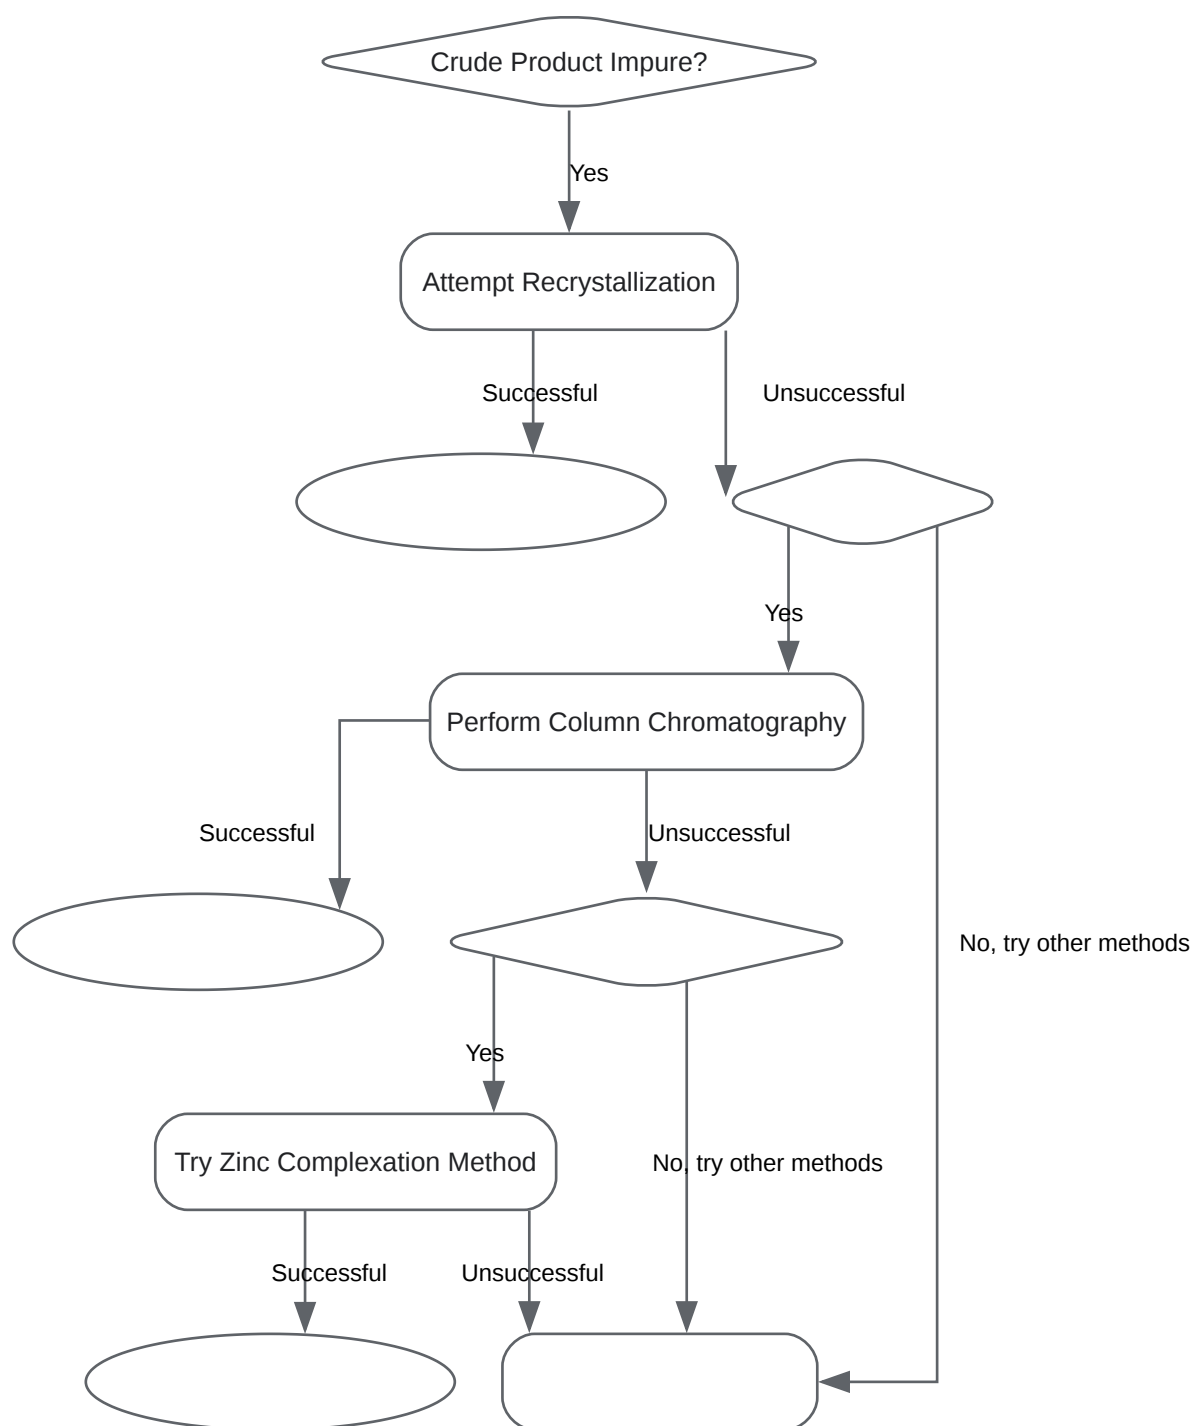 Crude Product Impure?
Yes
Attempt Recrystallization
Successful
Unsuccessful
Yes
Perform Column Chromatography
Successful
Unsuccessful
No, try other methods
Yes
Try Zinc Complexation Method
No, try other methods
Successful
Unsuccessful